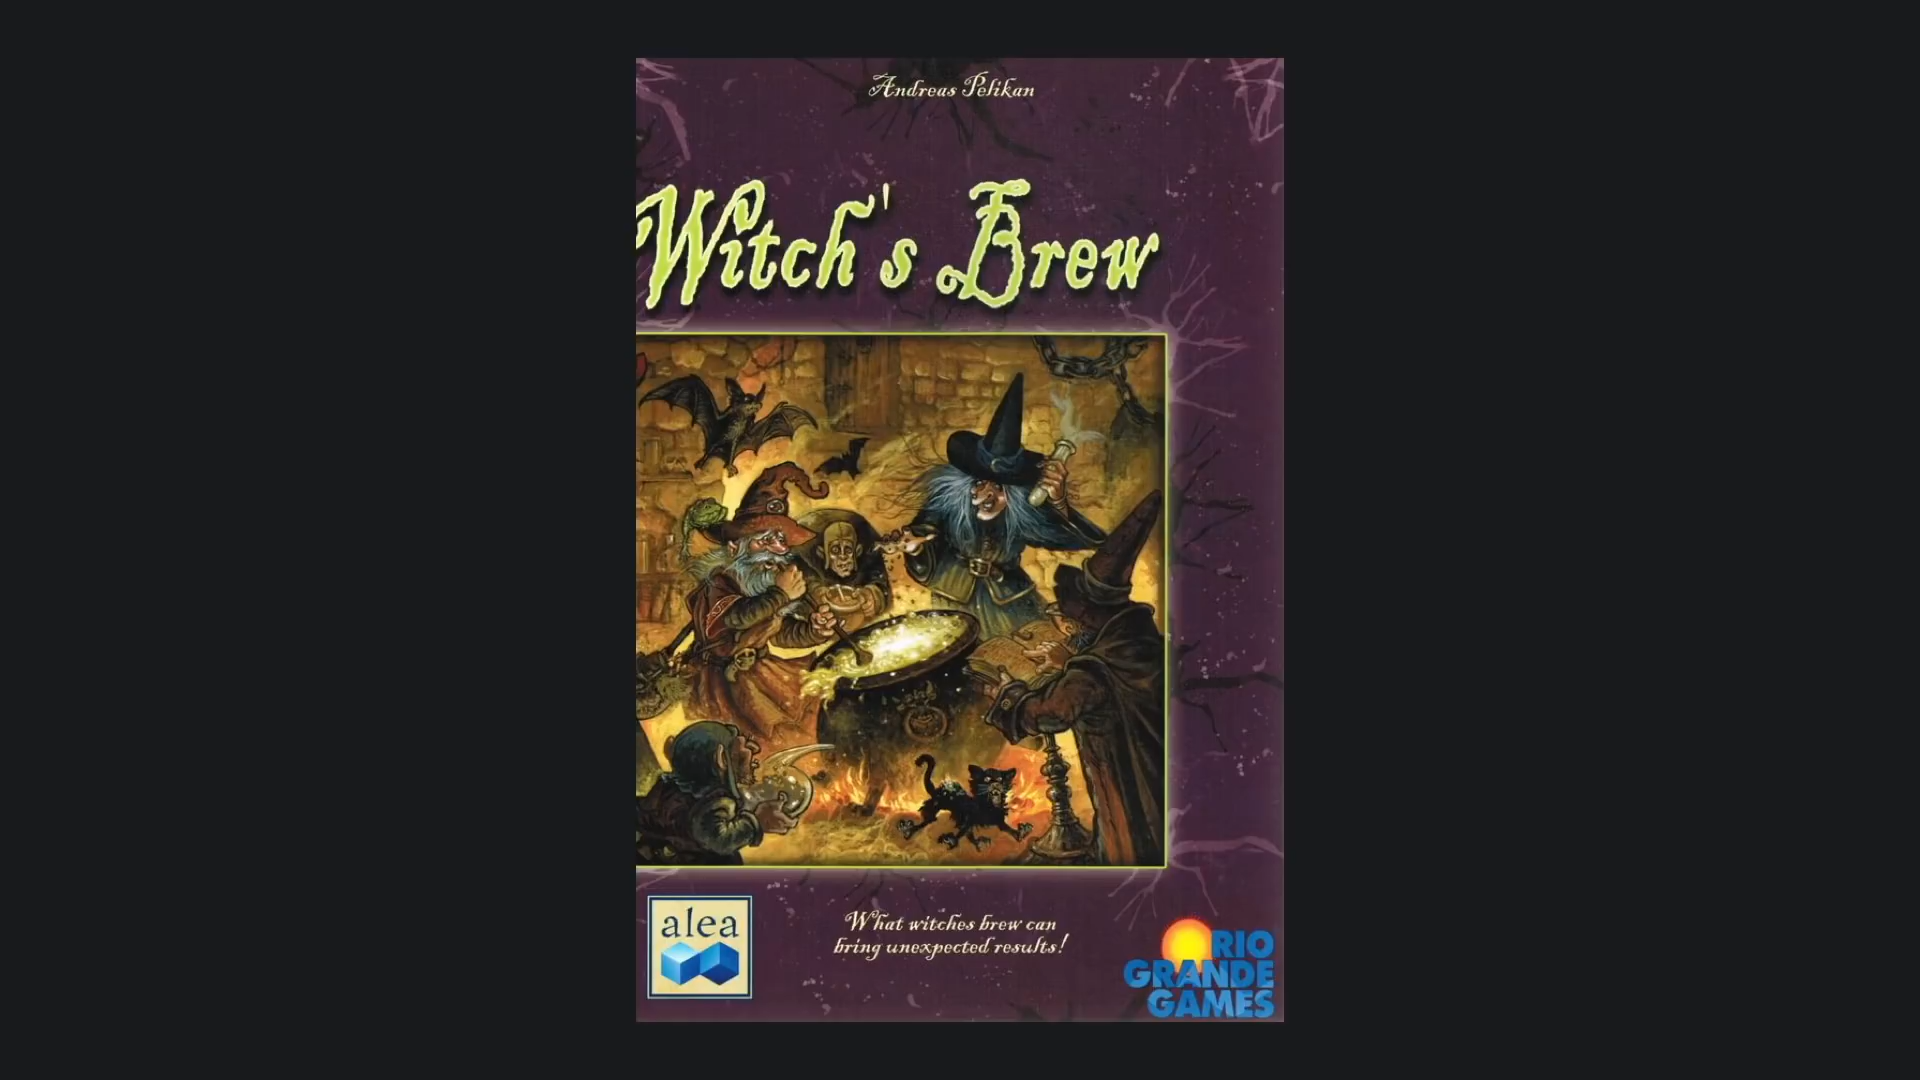 Andreas Pelikan
Witch's Brew
alea
What witches brew can
bring unexpected results!
RIO
GRANDE
GAMES